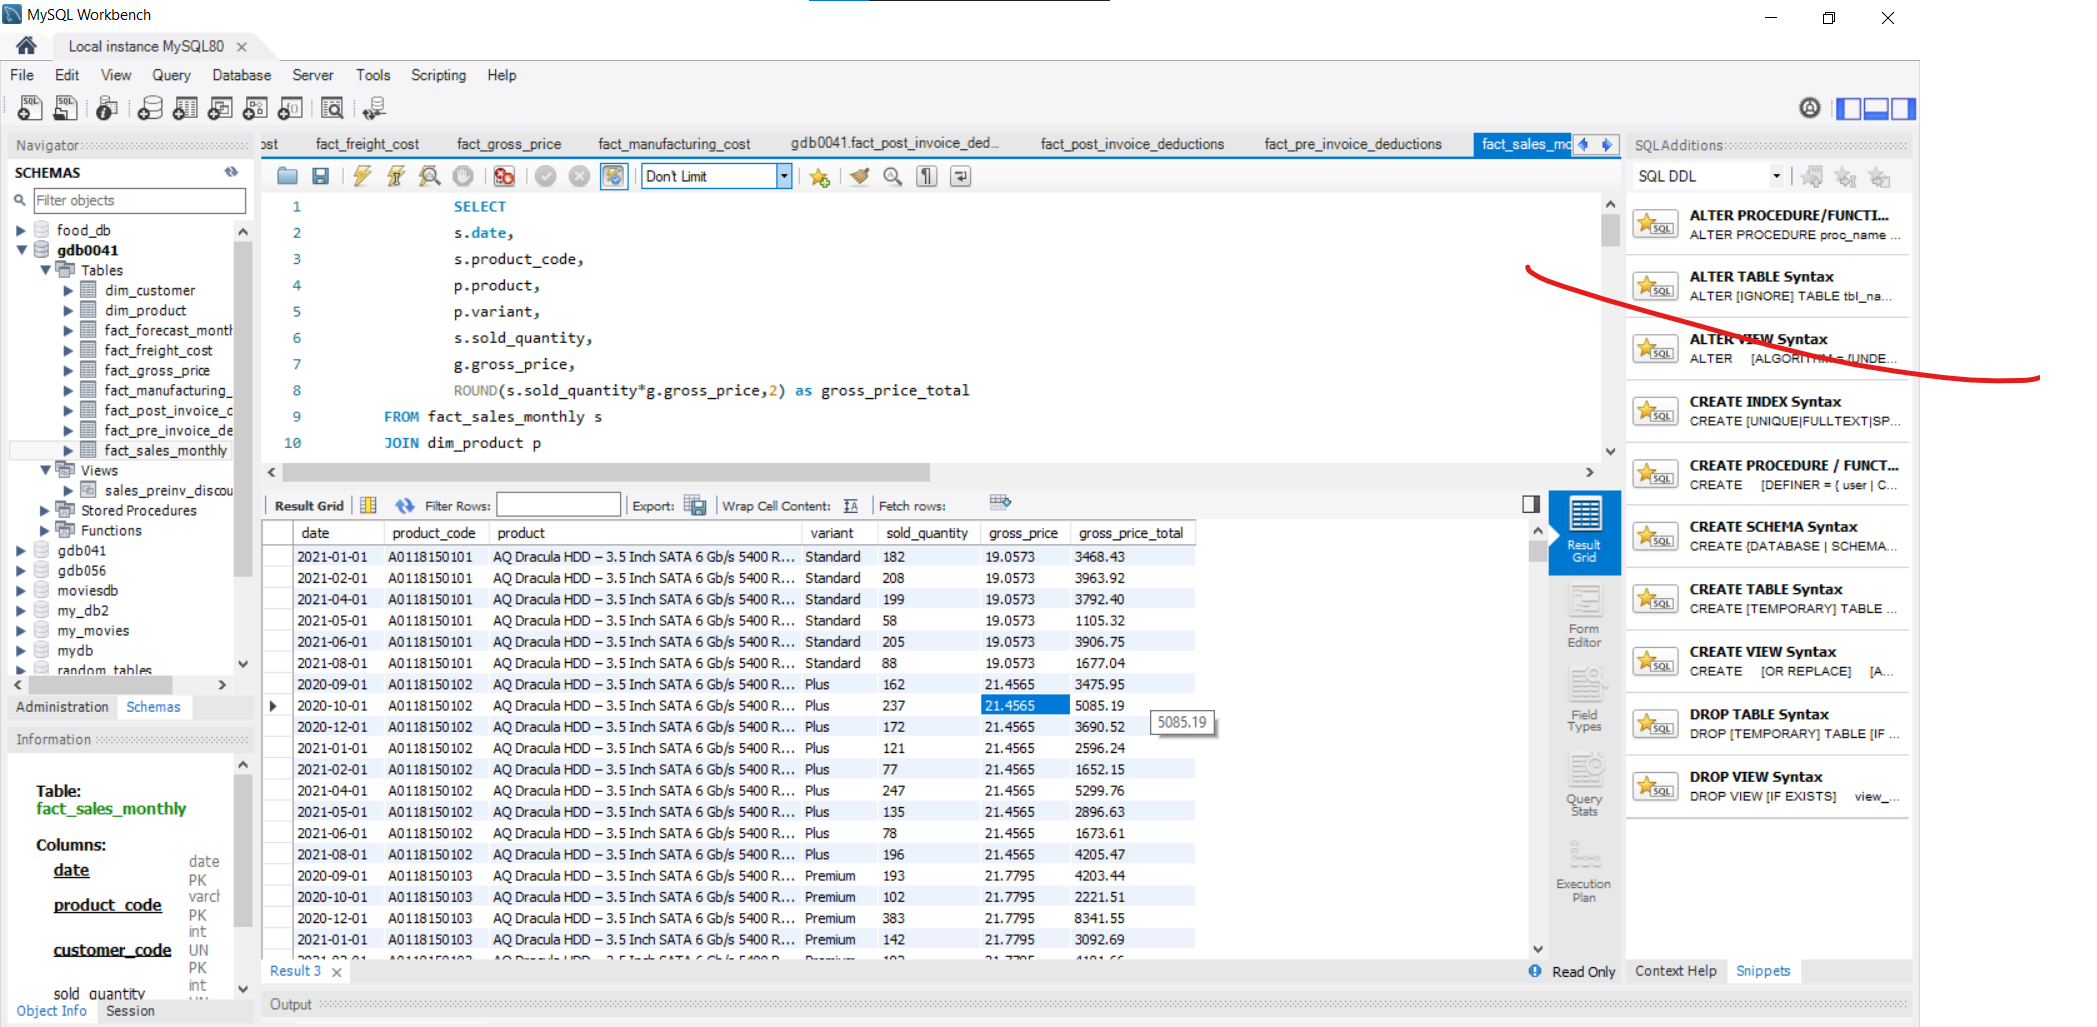 MySQL Workbench
Local instance MySQL80
File Edit View Query Database Server Tools Scripting Help
Navigator
SCHEMAS
Filter objects
food_db
gdb0041
Tables
dim_customer
dim_product
fact_forecast_month
fact_freight_cost
fact_gross_price
fact_manufacturing_
fact_post_invoice_d
fact_pre_invoice_de
fact_sales_monthly
Views
sales_preinv_discou
Stored Procedures
Functions
gdb041
gdb056
moviesdb
my_db2
my_movies
mydb
random_tables
Administration Schemas
Information
Table:
fact_sales_monthly
Columns:
date date PK
product_code varch PK
customer_code int UN PK
sold_quantity int
Object Info Session
ost fact_freight_cost fact_gross_price fact_manufacturing_cost gdb0041.fact_post_invoice_ded... fact_post_invoice_deductions fact_pre_invoice_deductions fact_sales_mo
Don't Limit
1 SELECT
2 s.date,
3 s.product_code,
4 p.product,
5 p.variant,
6 s.sold_quantity,
7 g.gross_price,
8 ROUND(s.sold_quantity*g.gross_price,2) as gross_price_total
9 FROM fact_sales_monthly s
10 JOIN dim_product p
Result Grid Filter Rows: Export: Wrap Cell Content: Fetch rows:
date product_code product variant sold_quantity gross_price gross_price_total
2021-01-01 A0118150101 AQ Dracula HDD – 3.5 Inch SATA 6 Gb/s 5400 R... Standard 182 19.0573 3468.43
2021-02-01 A0118150101 AQ Dracula HDD – 3.5 Inch SATA 6 Gb/s 5400 R... Standard 208 19.0573 3963.92
2021-04-01 A0118150101 AQ Dracula HDD – 3.5 Inch SATA 6 Gb/s 5400 R... Standard 199 19.0573 3792.40
2021-05-01 A0118150101 AQ Dracula HDD – 3.5 Inch SATA 6 Gb/s 5400 R... Standard 58 19.0573 1105.32
2021-06-01 A0118150101 AQ Dracula HDD – 3.5 Inch SATA 6 Gb/s 5400 R... Standard 205 19.0573 3906.75
2021-08-01 A0118150101 AQ Dracula HDD – 3.5 Inch SATA 6 Gb/s 5400 R... Standard 88 19.0573 1677.04
2020-09-01 A0118150102 AQ Dracula HDD – 3.5 Inch SATA 6 Gb/s 5400 R... Plus 162 21.4565 3475.95
2020-10-01 A0118150102 AQ Dracula HDD – 3.5 Inch SATA 6 Gb/s 5400 R... Plus 237 21.4565 5085.19
2020-12-01 A0118150102 AQ Dracula HDD – 3.5 Inch SATA 6 Gb/s 5400 R... Plus 172 21.4565 3690.52
5085.19
2021-01-01 A0118150102 AQ Dracula HDD – 3.5 Inch SATA 6 Gb/s 5400 R... Plus 121 21.4565 2596.24
2021-02-01 A0118150102 AQ Dracula HDD – 3.5 Inch SATA 6 Gb/s 5400 R... Plus 77 21.4565 1652.15
2021-04-01 A0118150102 AQ Dracula HDD – 3.5 Inch SATA 6 Gb/s 5400 R... Plus 247 21.4565 5299.76
2021-05-01 A0118150102 AQ Dracula HDD – 3.5 Inch SATA 6 Gb/s 5400 R... Plus 135 21.4565 2896.63
2021-06-01 A0118150102 AQ Dracula HDD – 3.5 Inch SATA 6 Gb/s 5400 R... Plus 78 21.4565 1673.61
2021-08-01 A0118150102 AQ Dracula HDD – 3.5 Inch SATA 6 Gb/s 5400 R... Plus 196 21.4565 4205.47
2020-09-01 A0118150103 AQ Dracula HDD – 3.5 Inch SATA 6 Gb/s 5400 R... Premium 193 21.7795 4203.44
2020-10-01 A0118150103 AQ Dracula HDD – 3.5 Inch SATA 6 Gb/s 5400 R... Premium 102 21.7795 2221.51
2020-12-01 A0118150103 AQ Dracula HDD – 3.5 Inch SATA 6 Gb/s 5400 R... Premium 383 21.7795 8341.55
2021-01-01 A0118150103 AQ Dracula HDD – 3.5 Inch SATA 6 Gb/s 5400 R... Premium 142 21.7795 3092.69
Result 3
Read Only
Output
Result Grid
Form Editor
Field Types
Query Stats
Execution Plan
SQLAdditions
SQL DDL
ALTER PROCEDURE/FUNCTI...
ALTER PROCEDURE proc_name ...
ALTER TABLE Syntax
ALTER [IGNORE] TABLE tbl_na...
ALTER VIEW Syntax
ALTER [ALGORITHM = {UNDE...
CREATE INDEX Syntax
CREATE [UNIQUE|FULLTEXT|SP...
CREATE PROCEDURE / FUNCT...
CREATE [DEFINER = { user | C...
CREATE SCHEMA Syntax
CREATE {DATABASE | SCHEMA...
CREATE TABLE Syntax
CREATE [TEMPORARY] TABLE ...
CREATE VIEW Syntax
CREATE [OR REPLACE] [A...
DROP TABLE Syntax
DROP [TEMPORARY] TABLE [IF ...
DROP VIEW Syntax
DROP VIEW [IF EXISTS] view_...
Context Help Snippets